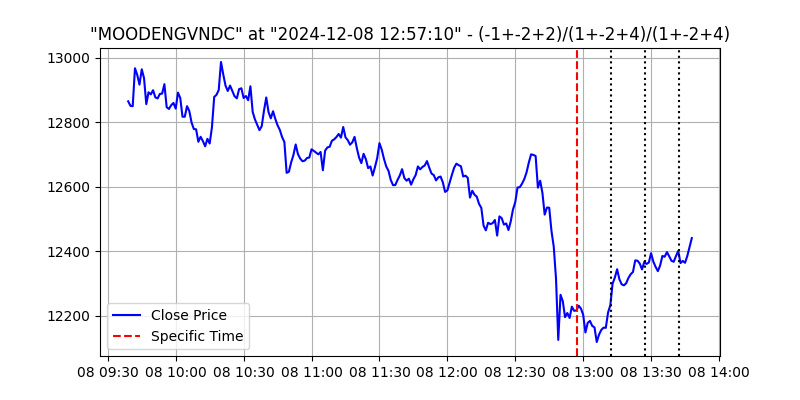 "MOODENGVNDC" at "2024-12-08 12:57:10" - (-1+-2+2)/(1+-2+4)/(1+-2+4)
13000
12800
12600
12400
12200
Close Price
Specific Time
08 09:30 08 10:00 08 10:30 08 11:00 08 11:30 08 12:00 08 12:30 08 13:00 08 13:30 08 14:00